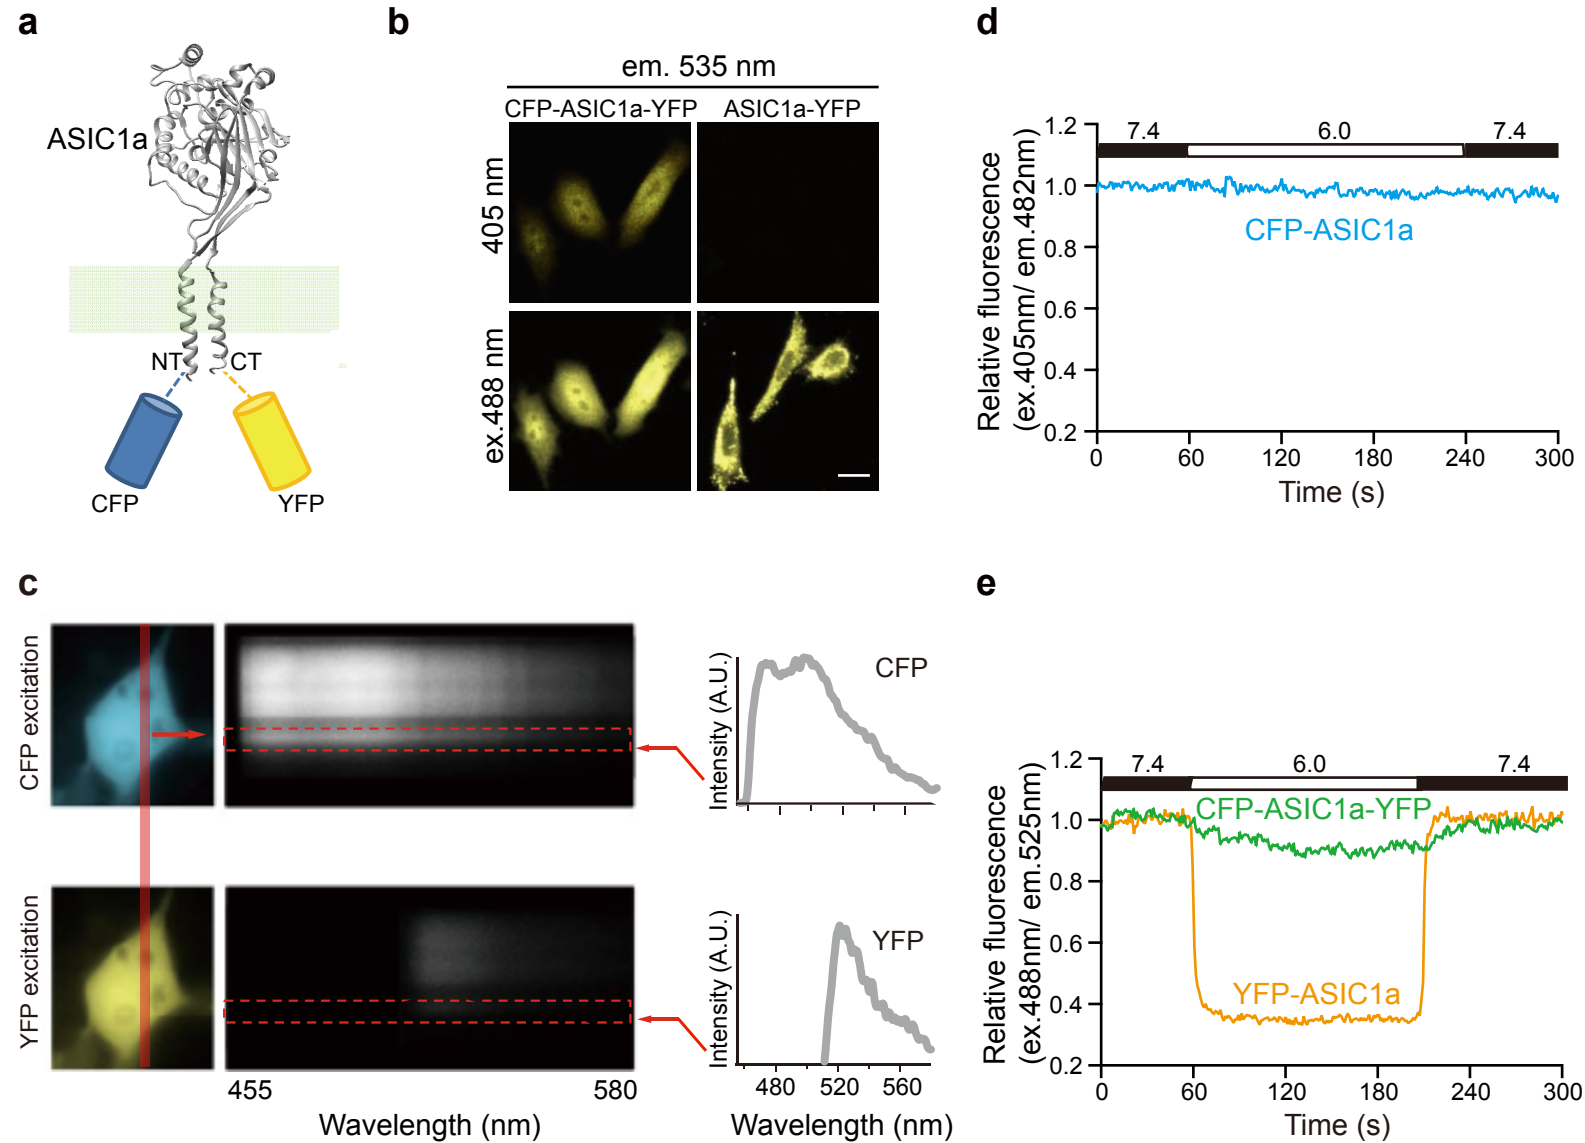 a
ASIC1a
NT
CT
CFP
YFP
b
em. 535 nm
CFP-ASIC1a-YFP
ASIC1a-YFP
405 nm
ex.488 nm
c
CFP excitation
YFP excitation
455
580
Wavelength (nm)
Intensity (A.U.)
CFP
Intensity (A.U.)
YFP
480
520
560
Wavelength (nm)
d
Relative fluorescence
(ex.405nm/ em.482nm)
1.2
1.0
0.8
0.6
0.4
0.2
7.4
6.0
7.4
CFP-ASIC1a
0
60
120
180
240
300
Time (s)
e
Relative fluorescence
(ex.488nm/ em.525nm)
1.2
1.0
0.8
0.6
0.4
0.2
7.4
6.0
7.4
CFP-ASIC1a-YFP
YFP-ASIC1a
0
60
120
180
240
300
Time (s)